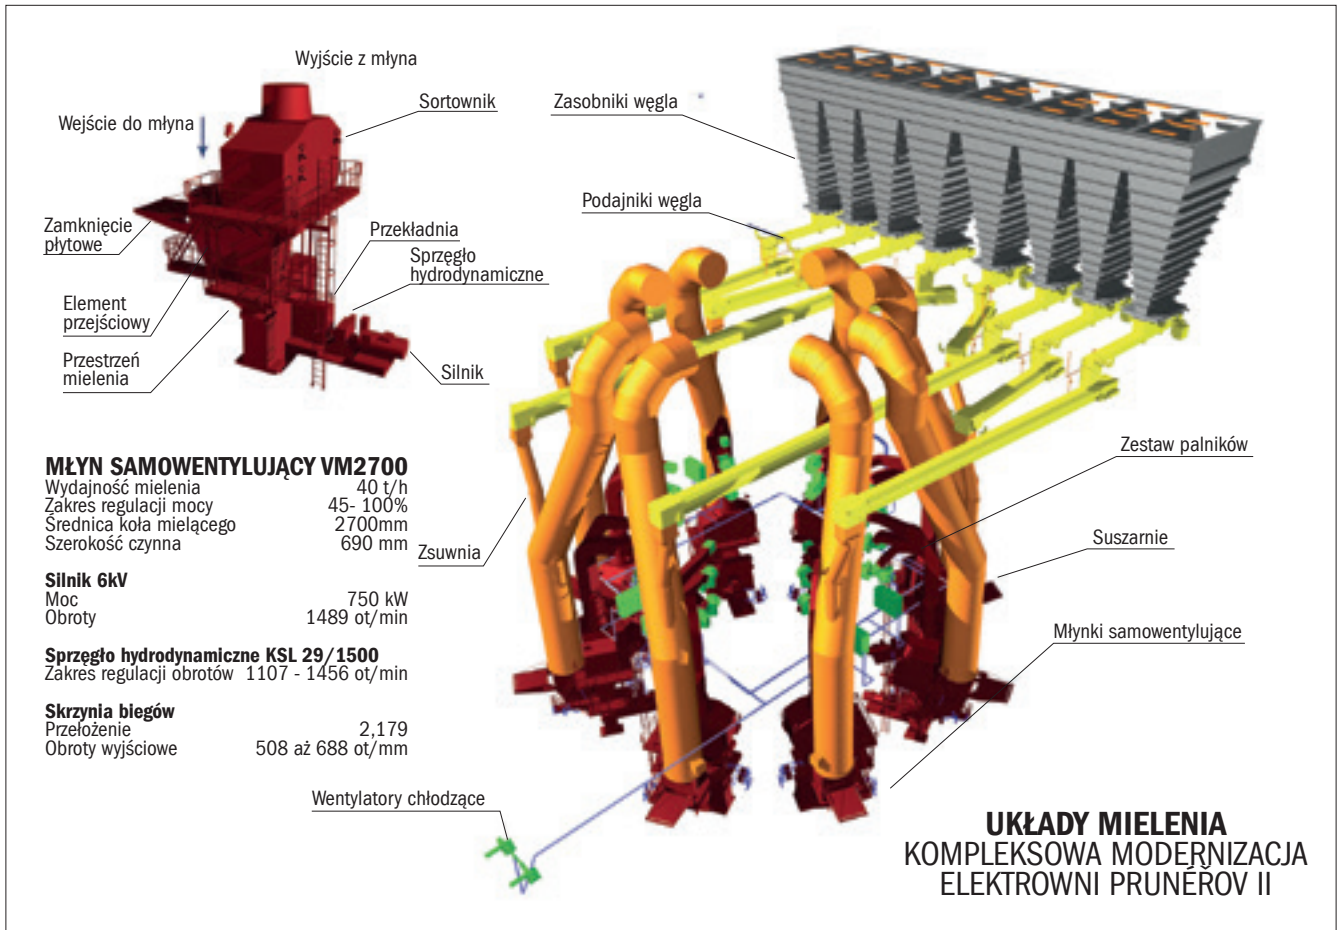 Wyjście z młyna
Sortownik
Wejście do młyna
Zamknięcie
płytowe
Przekładnia
Sprzęgło
hydrodynamiczne
Element
przejściowy
Przestrzeń
mielenia
Silnik
Zasobniki węgla
Podajniki węgla
MŁYN SAMOWENTYLUJĄCY VM2700
Wydajność mielenia 40 t/h
Zakres regulacji mocy 45- 100%
Średnica koła mielącego 2700mm
Szerokość czynna 690 mm
Silnik 6kV
Moc 750 kW
Obroty 1489 ot/min
Sprzęgło hydrodynamiczne KSL 29/1500
Zakres regulacji obrotów 1107 - 1456 ot/min
Skrzynia biegów
Przełożenie 2,179
Obroty wyjściowe 508 aż 688 ot/mm
Zsuwnia
Zestaw palników
Suszarnie
Młynki samowentylujące
Wentylatory chłodzące
UKŁADY MIELENIA
KOMPLEKSOWA MODERNIZACJA
ELEKTROWNI PRUNÉŘOV II